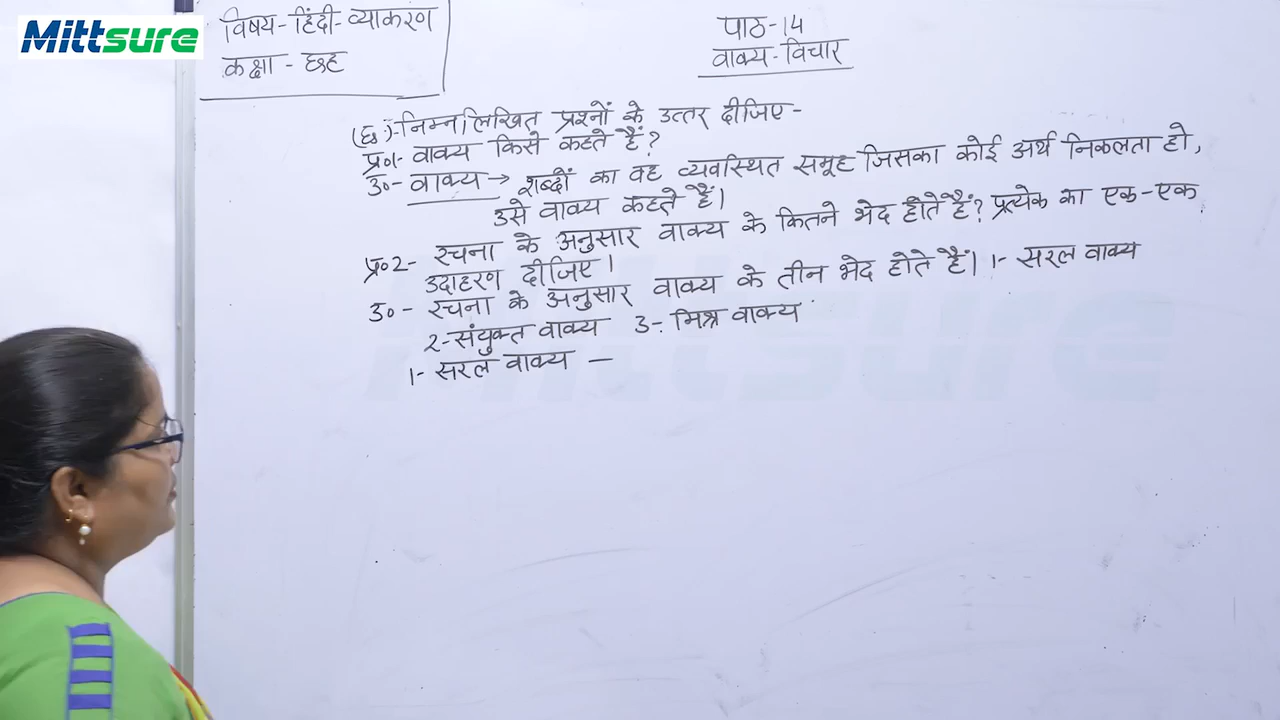 Mittsure
विषय-हिंदी-व्याकरण
कक्षा - छह
पाठ-14
वाक्य-विचार
(छ)-निम्नलिखित प्रश्नों के उत्तर दीजिए-
प्र०1- वाक्य किसे कहते हैं?
उ०- वाक्य → शब्दों का वह व्यवस्थित समूह जिसका कोई अर्थ निकलता हो,
उसे वाक्य कहते हैं।
प्र०2- रचना के अनुसार वाक्य के कितने भेद होते हैं? प्रत्येक का एक-एक
उदाहरण दीजिए।
उ०- रचना के अनुसार वाक्य के तीन भेद होते हैं। 1- सरल वाक्य
2-संयुक्त वाक्य 3-मिश्र वाक्य
1- सरल वाक्य —
Mittsure